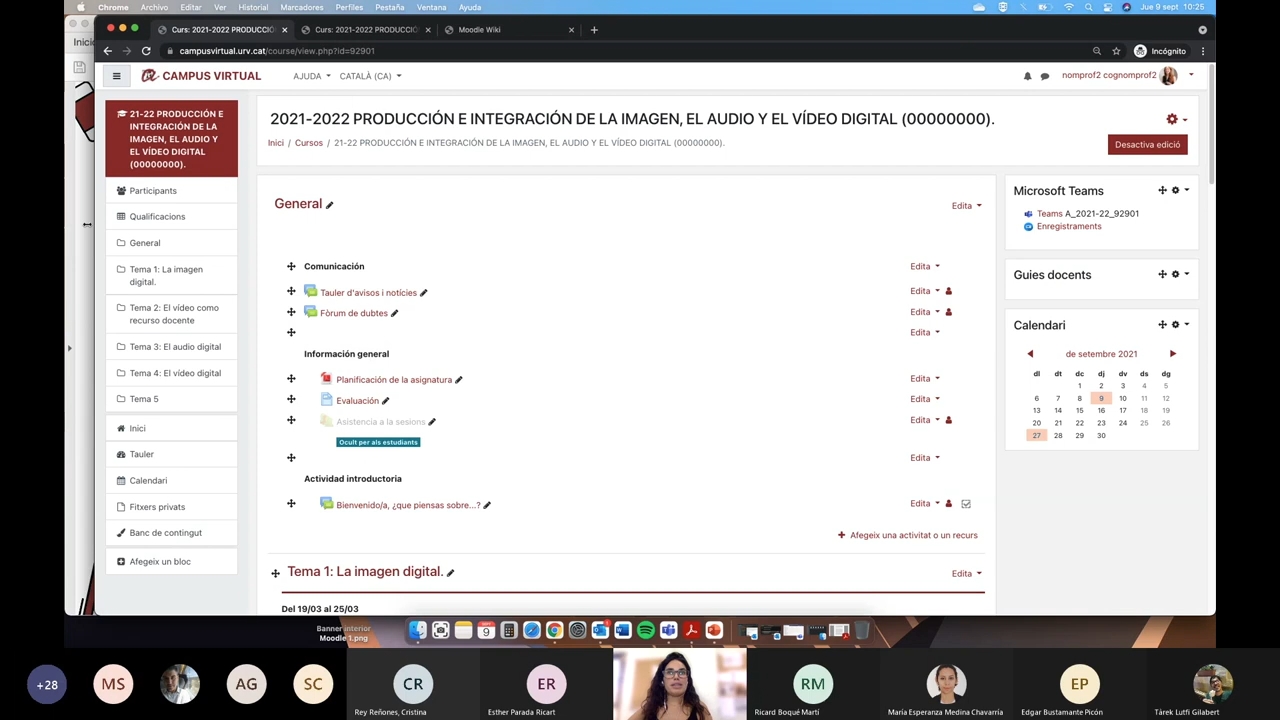 Chrome Archivo Editar Ver Historial Marcadores Perfiles Pestaña Ventana Ayuda
Jue 9 sept 10:25
Curs: 2021-2022 PRODUCCIÓ
Curs: 2021-2022 PRODUCCIÓ
Moodle Wiki
campusvirtual.urv.cat/course/view.php?id=92901
Incógnito
CAMPUS VIRTUAL
AJUDA
CATALÀ (CA)
nomprof2 cognomprof2
21-22 PRODUCCIÓN E
INTEGRACIÓN DE LA
IMAGEN, EL AUDIO Y
EL VÍDEO DIGITAL
(00000000).
Participants
Qualificacions
General
Tema 1: La imagen
digital.
Tema 2: El vídeo como
recurso docente
Tema 3: El audio digital
Tema 4: El vídeo digital
Tema 5
Inici
Tauler
Calendari
Fitxers privats
Banc de contingut
Afegeix un bloc
2021-2022 PRODUCCIÓN E INTEGRACIÓN DE LA IMAGEN, EL AUDIO Y EL VÍDEO DIGITAL (00000000).
Inici / Cursos / 21-22 PRODUCCIÓN E INTEGRACIÓN DE LA IMAGEN, EL AUDIO Y EL VÍDEO DIGITAL (00000000).
Desactiva edició
General
Edita
Comunicación
Edita
Tauler d'avisos i notícies
Edita
Fòrum de dubtes
Edita
Edita
Información general
Planificación de la asignatura
Edita
Evaluación
Edita
Asistencia a la sesions
Edita
Ocult per als estudiants
Edita
Actividad introductoria
Bienvenido/a, ¿que piensas sobre...?
Edita
Afegeix una activitat o un recurs
Tema 1: La imagen digital.
Edita
Del 19/03 al 25/03
Microsoft Teams
Teams A_2021-22_92901
Enregistraments
Guies docents
Calendari
de setembre 2021
dl dt dc dj dv ds dg
1 2 3 4 5
6 7 8 9 10 11 12
13 14 15 16 17 18 19
20 21 22 23 24 25 26
27 28 29 30
Banner interior
Moodle 1.png
+28
MS
AG
SC
CR
Rey Reñones, Cristina
ER
Esther Parada Ricart
RM
Ricard Boqué Martí
María Esperanza Medina Chavarría
EP
Edgar Bustamante Picón
Tárek Lutfi Gilabert